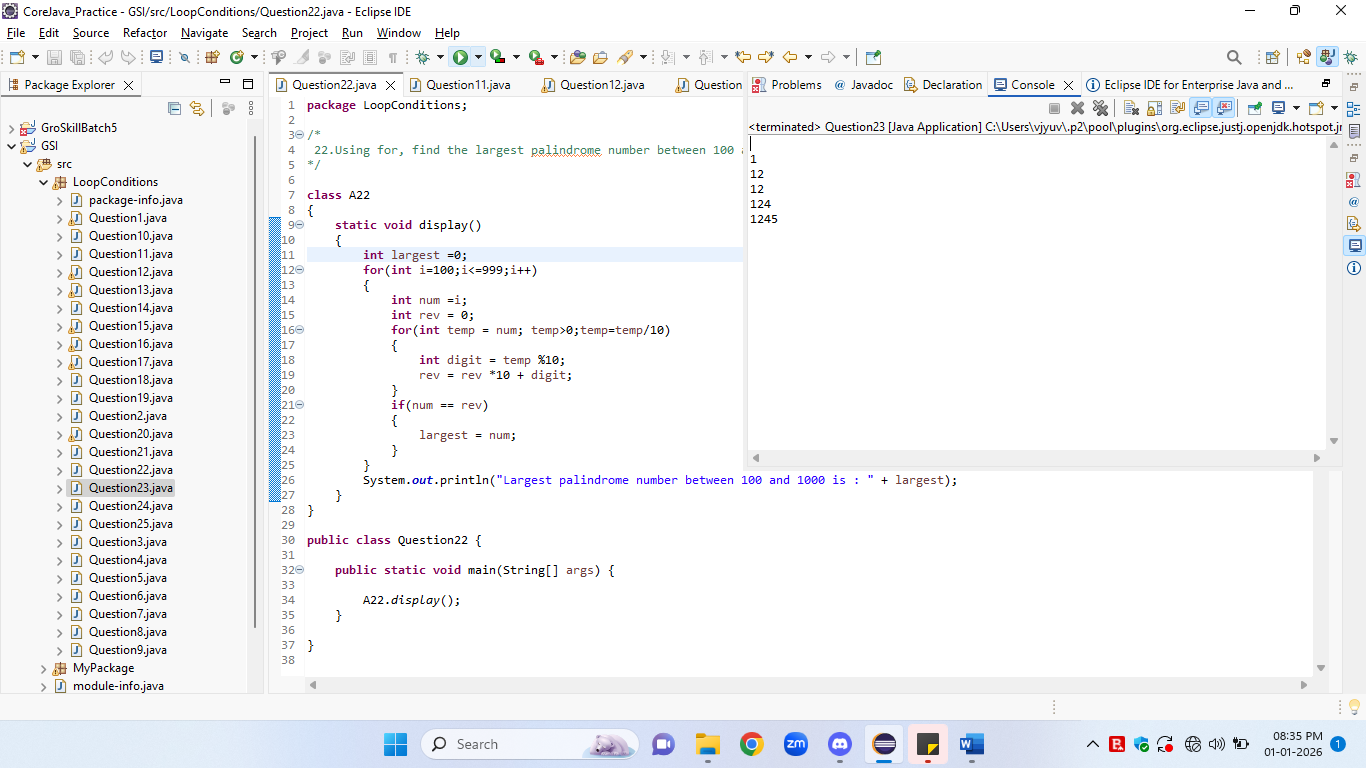 CoreJava_Practice - GSI/src/LoopConditions/Question22.java - Eclipse IDE
File Edit Source Refactor Navigate Search Project Run Window Help
Package Explorer
GroSkillBatch5
GSI
src
LoopConditions
package-info.java
Question1.java
Question10.java
Question11.java
Question12.java
Question13.java
Question14.java
Question15.java
Question16.java
Question17.java
Question18.java
Question19.java
Question2.java
Question20.java
Question21.java
Question22.java
Question23.java
Question24.java
Question25.java
Question3.java
Question4.java
Question5.java
Question6.java
Question7.java
Question8.java
Question9.java
MyPackage
module-info.java
Question22.java Question11.java Question12.java Question
1 package LoopConditions;
2
3 /*
4 22.Using for, find the largest palindrome number between 100
5 */
6
7 class A22
8 {
9 static void display()
10 {
11 int largest =0;
12 for(int i=100;i<=999;i++)
13 {
14 int num =i;
15 int rev = 0;
16 for(int temp = num; temp>0;temp=temp/10)
17 {
18 int digit = temp %10;
19 rev = rev *10 + digit;
20 }
21 if(num == rev)
22 {
23 largest = num;
24 }
25 }
26 System.out.println("Largest palindrome number between 100 and 1000 is : " + largest);
27 }
28 }
29
30 public class Question22 {
31
32 public static void main(String[] args) {
33
34 A22.display();
35 }
36
37 }
38
Problems @ Javadoc Declaration Console Eclipse IDE for Enterprise Java and ...
<terminated> Question23 [Java Application] C:\Users\vjyuv\.p2\pool\plugins\org.eclipse.justj.openjdk.hotspot.jr
1
12
12
124
1245
Search
zm
08:35 PM
01-01-2026
1